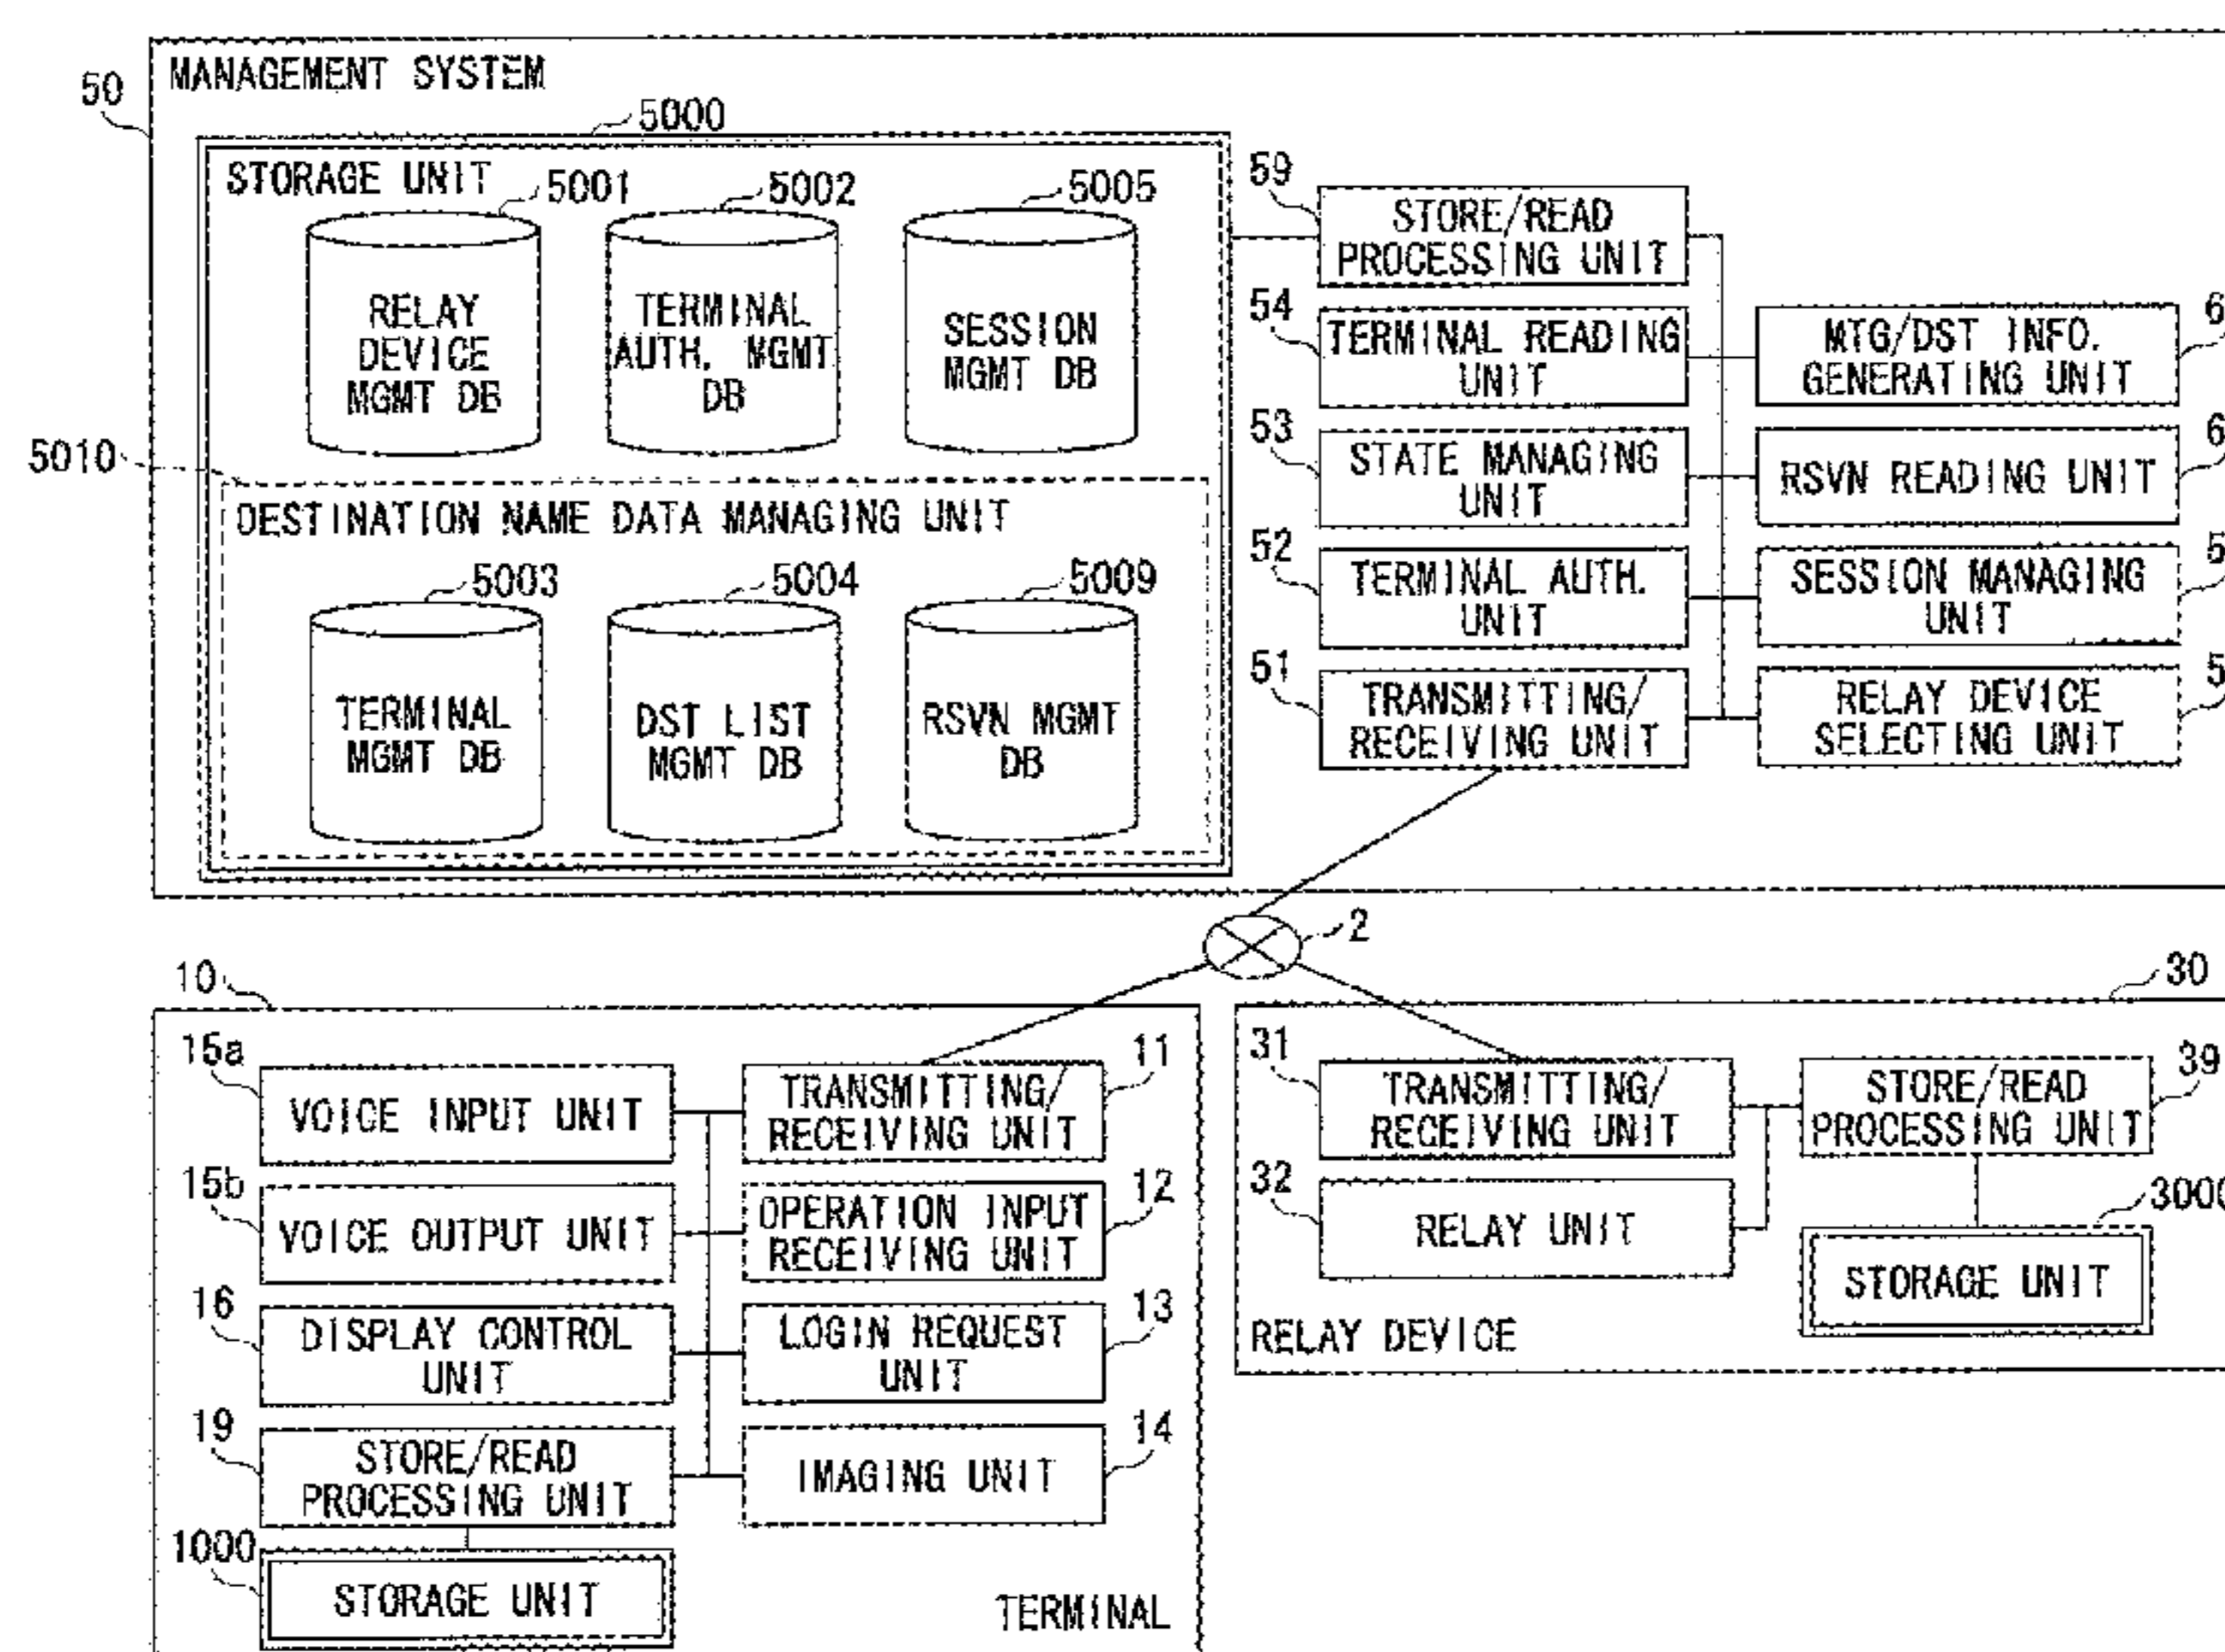 MANAGEMENT SYSTEM
50
5000
STORAGE UNIT
5001
5002
5005
RELAY
DEVICE
MGMT DB
TERMINAL
AUTH. MGMT
DB
SESSION
MGMT DB
5010
DESTINATION NAME DATA MANAGING UNIT
5003
5004
5009
TERMINAL
MGMT DB
DST LIST
MGMT DB
RSVN MGMT
DB
59
STORE/READ
PROCESSING UNIT
54
TERMINAL READING
UNIT
MTG/DST INFO.
GENERATING UNIT
53
STATE MANAGING
UNIT
RSVN READING UNIT
52
TERMINAL AUTH.
UNIT
SESSION MANAGING
UNIT
51
TRANSMITTING/
RECEIVING UNIT
RELAY DEVICE
SELECTING UNIT
2
10
15a
VOICE INPUT UNIT
11
TRANSMITTING/
RECEIVING UNIT
15b
VOICE OUTPUT UNIT
12
OPERATION INPUT
RECEIVING UNIT
16
DISPLAY CONTROL
UNIT
13
LOGIN REQUEST
UNIT
19
STORE/READ
PROCESSING UNIT
14
IMAGING UNIT
1000
STORAGE UNIT
TERMINAL
30
31
TRANSMITTING/
RECEIVING UNIT
39
STORE/READ
PROCESSING UNIT
32
RELAY UNIT
3000
STORAGE UNIT
RELAY DEVICE